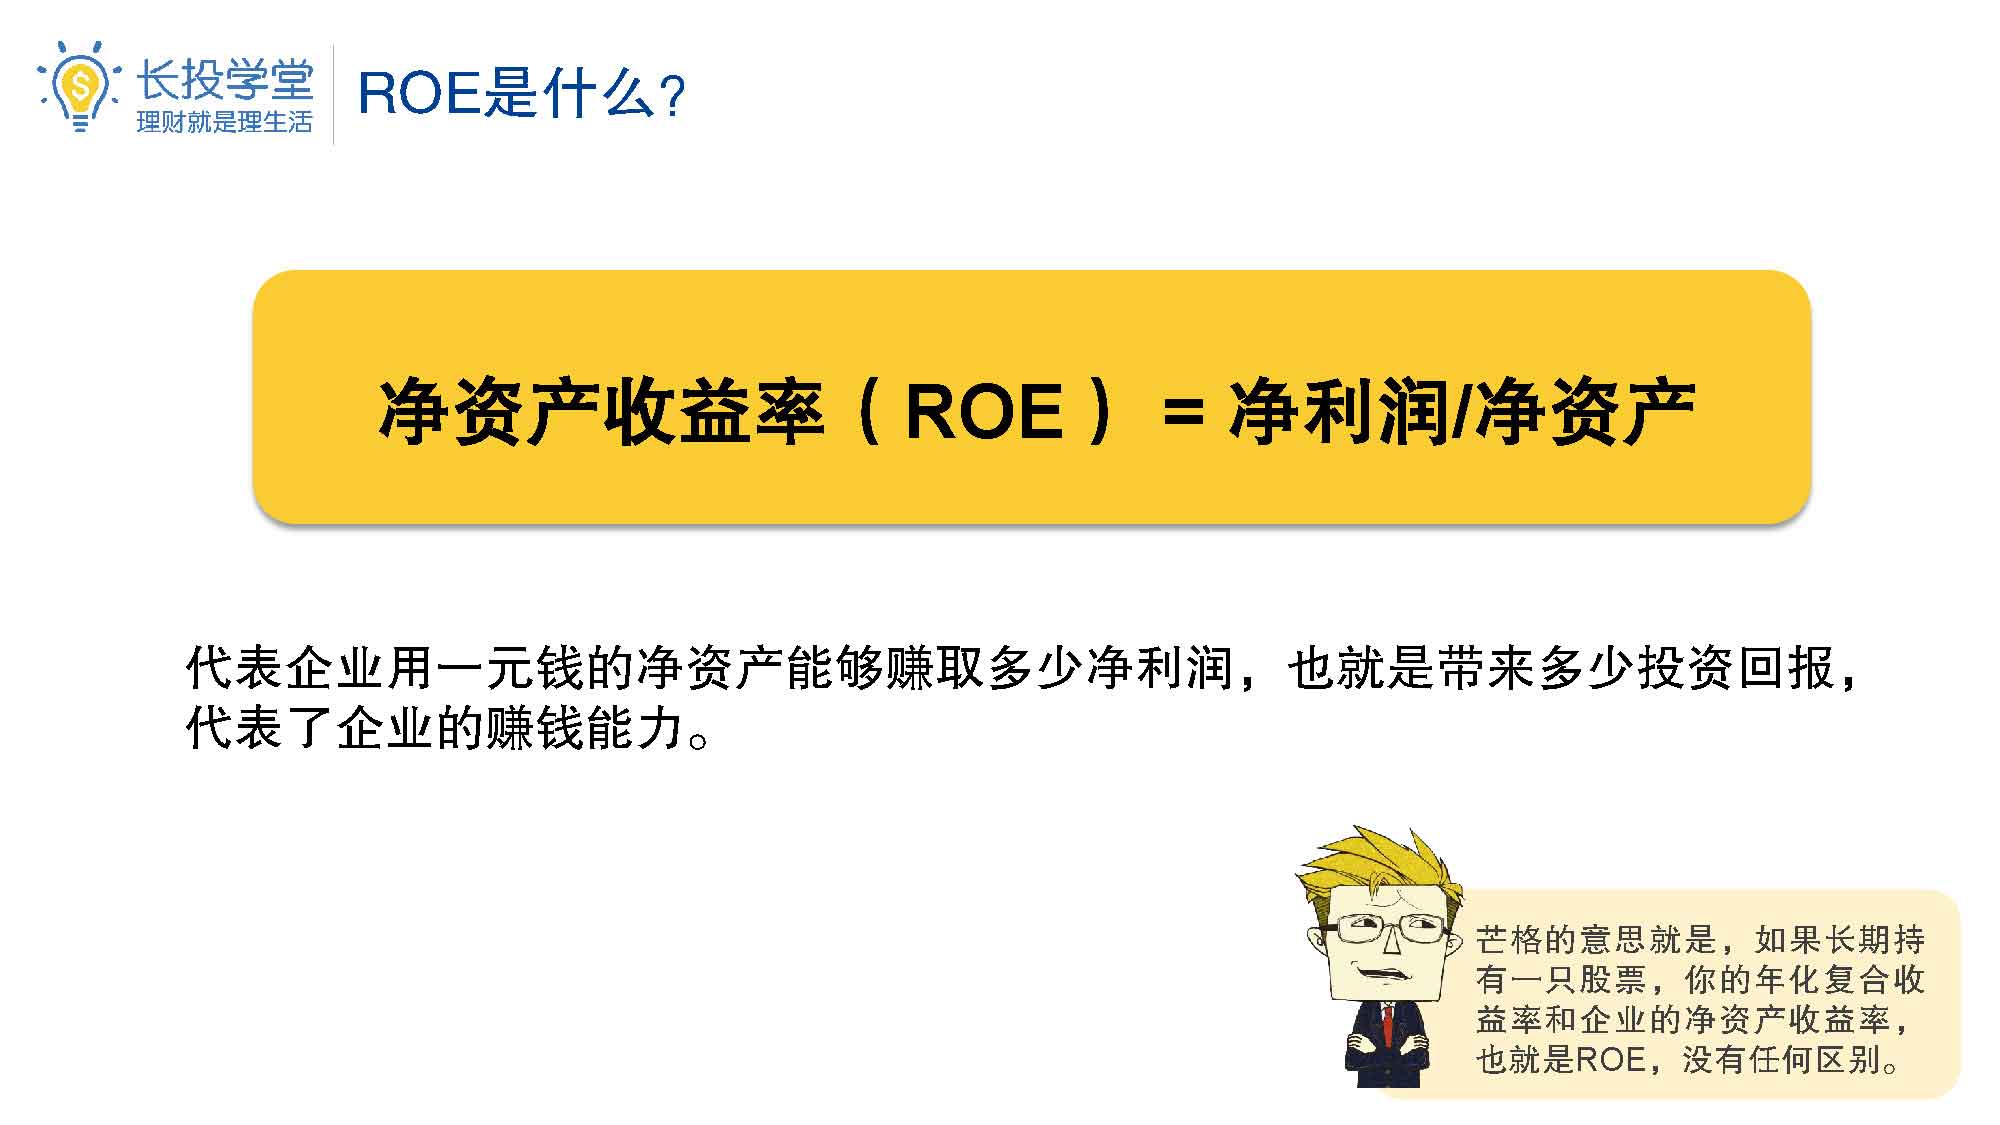 长投学堂
理财就是理生活
ROE是什么？
净资产收益率（ROE） = 净利润/净资产
代表企业用一元钱的净资产能够赚取多少净利润，也就是带来多少投资回报，
代表了企业的赚钱能力。
芒格的意思就是，如果长期持
有一只股票，你的年化复合收
益率和企业的净资产收益率，
也就是ROE，没有任何区别。